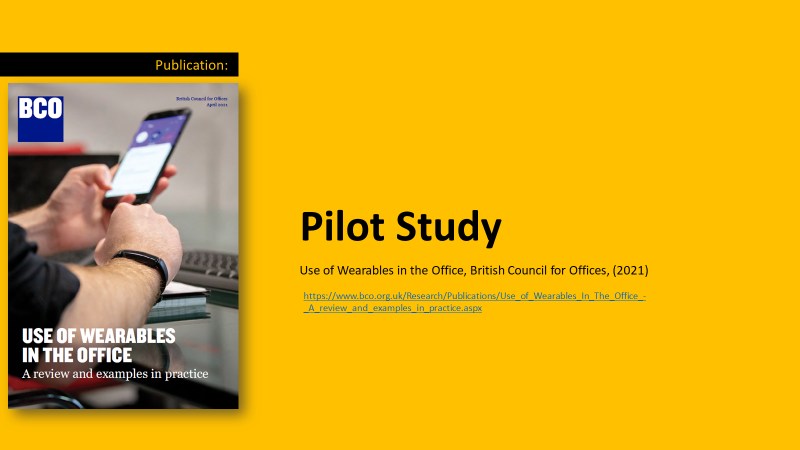 Publication:
BCO
British Council for Offices
April 2021
USE OF WEARABLES
IN THE OFFICE
A review and examples in practice
Pilot Study
Use of Wearables in the Office, British Council for Offices, (2021)
https://www.bco.org.uk/Research/Publications/Use_of_Wearables_In_The_Office_-
_A_review_and_examples_in_practice.aspx